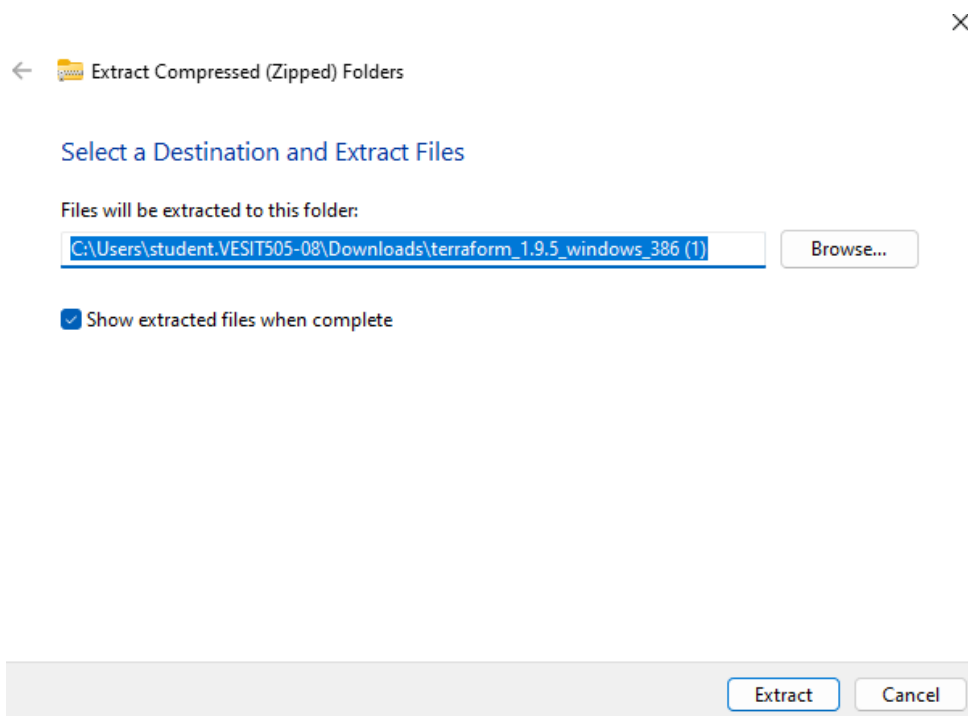 Extract Compressed (Zipped) Folders
Select a Destination and Extract Files
Files will be extracted to this folder:
C:\Users\student.VESIT505-08\Downloads\terraform_1.9.5_windows_386 (1)
Browse...
Show extracted files when complete
Extract
Cancel